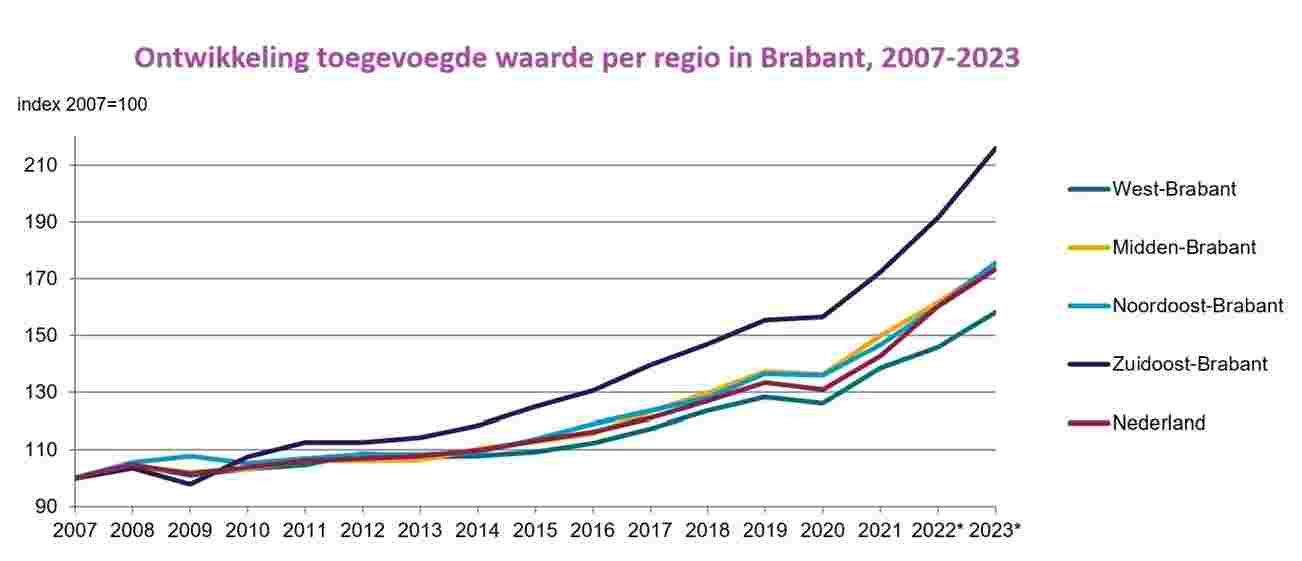 Ontwikkeling toegevoegde waarde per regio in Brabant, 2007-2023
index 2007=100
210
190
170
150
130
110
90
2007 2008 2009 2010 2011 2012 2013 2014 2015 2016 2017 2018 2019 2020 2021 2022* 2023*
West-Brabant
Midden-Brabant
Noordoost-Brabant
Zuidoost-Brabant
Nederland